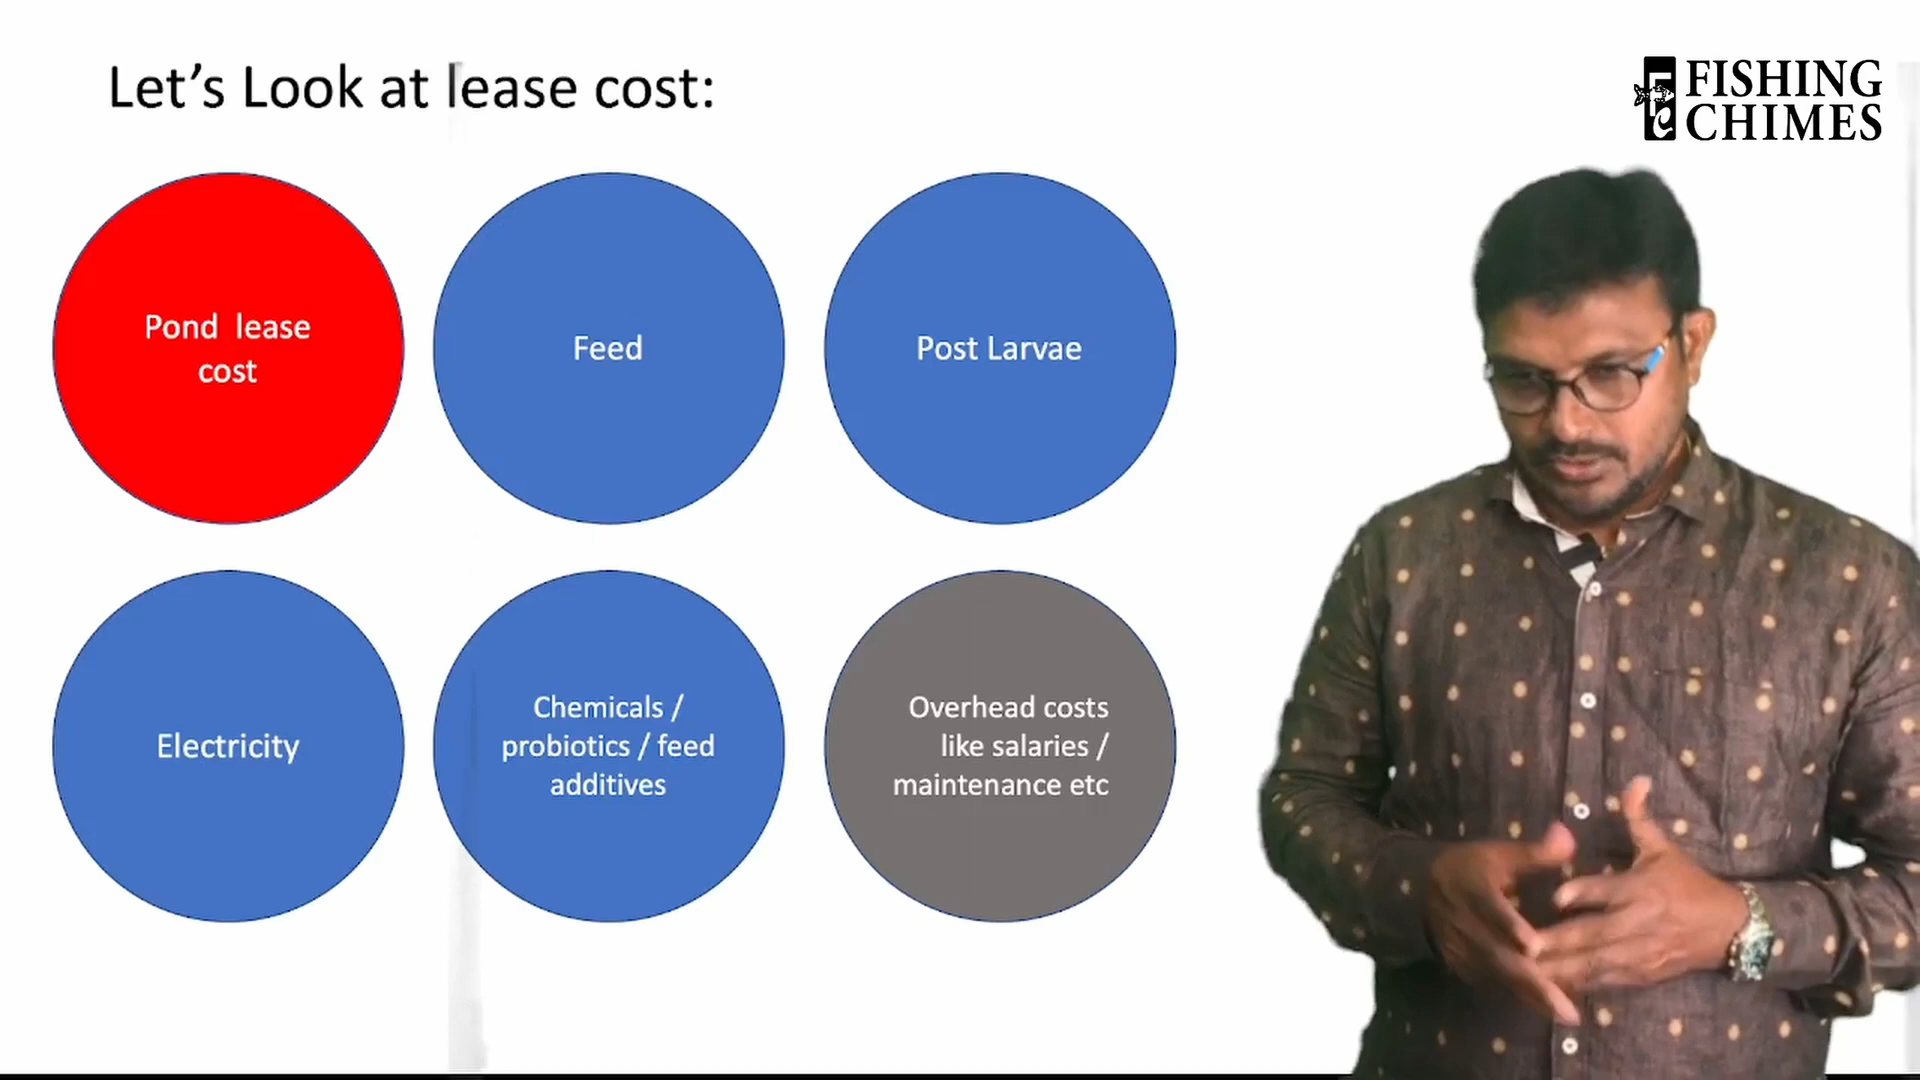 Let's Look at lease cost:
FISHING
CHIMES
Pond lease
cost
Feed
Post Larvae
Electricity
Chemicals /
probiotics / feed
additives
Overhead costs
like salaries /
maintenance etc